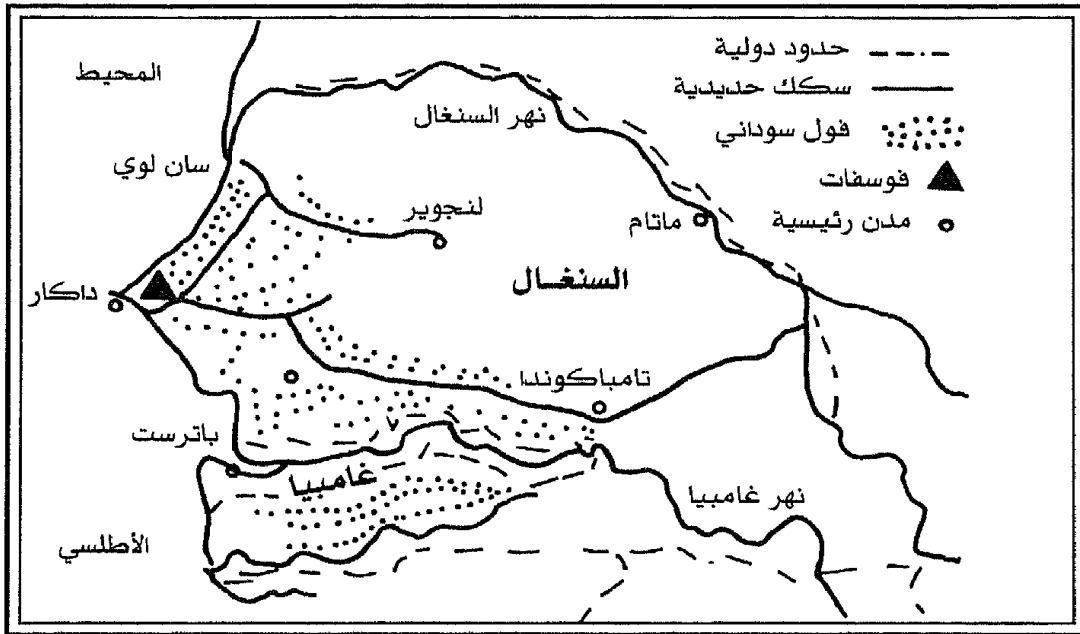 المحيط
حدود دولية
سكك حديدية
فول سوداني
فوسفات
مدن رئيسية
نهر السنغال
سان لوي
لنجوير
ماتام
السنغال
داكار
تامباكوندا
باترست
غامبيا
نهر غامبيا
الأطلسي